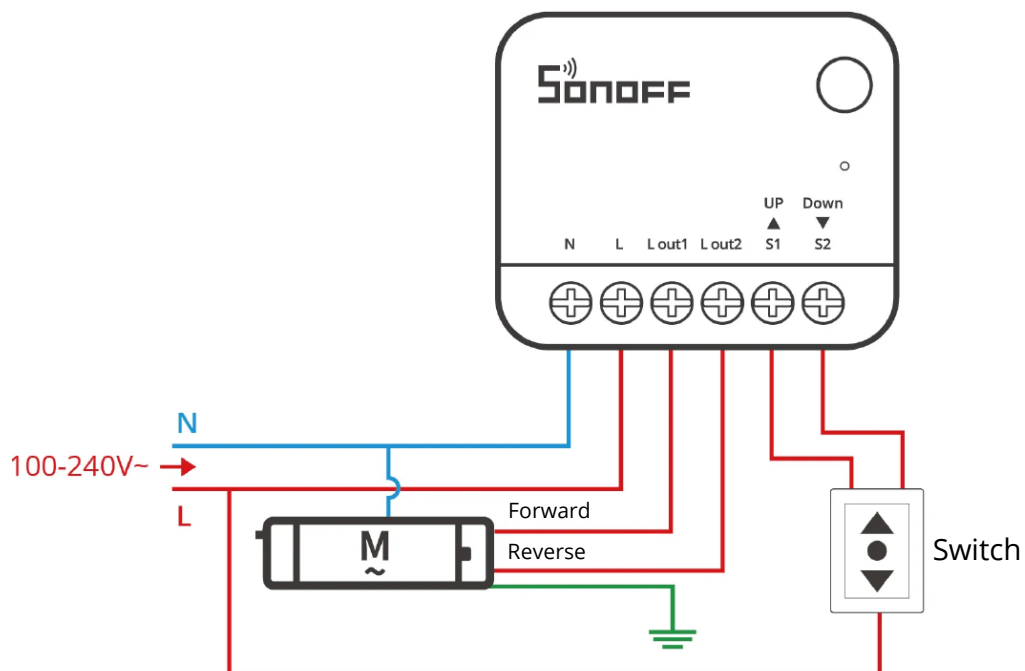 SONOFF
UP Down
N L L out1 L out2 S1 S2
N
100-240V~
L
Forward
M
~
Reverse
Switch